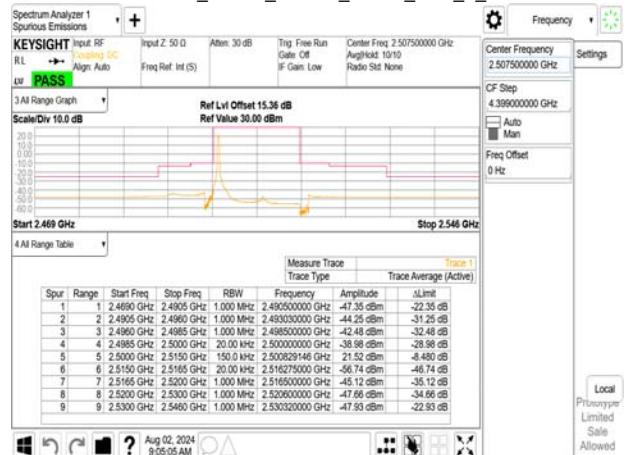 Spectrum Analyzer 1
Spurious Emissions
Frequency
KEYSIGHT
Input: RF
Coupling: DC
Align: Auto
Input Z: 50 Ω
Freq Ref: Int (S)
Atten: 30 dB
Trig: Free Run
Gate: Off
IF Gain: Low
Center Freq: 2.507500000 GHz
Avg|Hold: 10/10
Radio Std: None
RL
LW PASS
3 All Range Graph
Scale/Div 10.0 dB
Ref Lvl Offset 15.36 dB
Ref Value 30.00 dBm
20.0
10.0
0.00
-10.0
-20.0
-30.0
-40.0
-50.0
-60.0
Start 2.469 GHz
Stop 2.546 GHz
4 All Range Table
Measure Trace Trace 1
Trace Type Trace Average (Active)
Spur Range Start Freq Stop Freq RBW Frequency Amplitude ΔLimit
1 1 2.4690 GHz 2.4905 GHz 1.000 MHz 2.490500000 GHz -47.35 dBm -22.35 dB
2 2 2.4905 GHz 2.4960 GHz 1.000 MHz 2.493030000 GHz -44.25 dBm -31.25 dB
3 3 2.4960 GHz 2.4985 GHz 1.000 MHz 2.498500000 GHz -42.48 dBm -32.48 dB
4 4 2.4985 GHz 2.5000 GHz 20.00 kHz 2.500000000 GHz -38.98 dBm -28.98 dB
5 5 2.5000 GHz 2.5150 GHz 150.0 kHz 2.500829146 GHz 21.52 dBm -8.480 dB
6 6 2.5150 GHz 2.5165 GHz 20.00 kHz 2.516275000 GHz -56.74 dBm -46.74 dB
7 7 2.5165 GHz 2.5200 GHz 1.000 MHz 2.516500000 GHz -45.12 dBm -35.12 dB
8 8 2.5200 GHz 2.5300 GHz 1.000 MHz 2.520600000 GHz -47.66 dBm -34.66 dB
9 9 2.5300 GHz 2.5460 GHz 1.000 MHz 2.530320000 GHz -47.93 dBm -22.93 dB
Aug 02, 2024
9:05:05 AM
Center Frequency
2.507500000 GHz
Settings
CF Step
4.399000000 GHz
Auto
Man
Freq Offset
0 Hz
Local
Prototype
Limited
Sale
Allowed